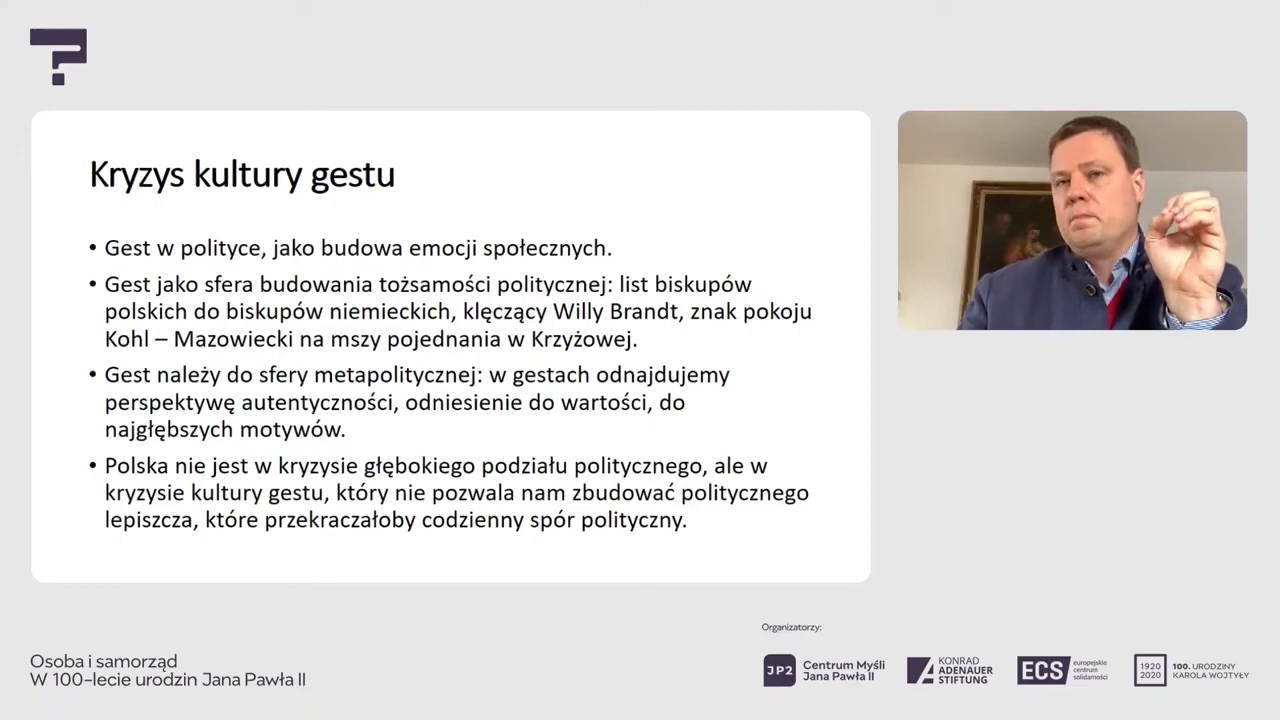 Kryzys kultury gestu
• Gest w polityce, jako budowa emocji społecznych.
• Gest jako sfera budowania tożsamości politycznej: list biskupów
polskich do biskupów niemieckich, klęczący Willy Brandt, znak pokoju
Kohl – Mazowiecki na mszy pojednania w Krzyżowej.
• Gest należy do sfery metapolitycznej: w gestach odnajdujemy
perspektywę autentyczności, odniesienie do wartości, do
najgłębszych motywów.
• Polska nie jest w kryzysie głębokiego podziału politycznego, ale w
kryzysie kultury gestu, który nie pozwala nam zbudować politycznego
lepiszcza, które przekraczałoby codzienny spór polityczny.
Organizatorzy:
Osoba i samorząd
W 100-lecie urodzin Jana Pawła II
JP2
Centrum Myśli
Jana Pawła II
KONRAD
ADENAUER
STIFTUNG
ECS
europejskie
centrum
solidarności
1920
2020
100. URODZINY
KAROLA WOJTYŁY